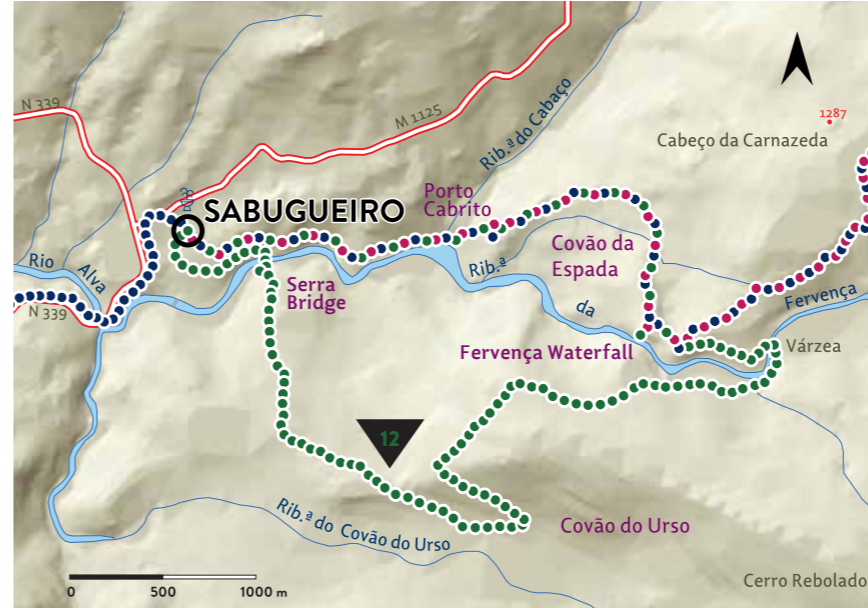 N 339
M 1125
Rib.ª do Cabaço
1287
Cabeço da Carnazeda
SABUGUEIRO
Porto
Cabrito
Covão da
Espada
Rio Alva
Rib.ª da Fervença
Serra
Bridge
N 339
Fervença Waterfall
Várzea
12
Rib.ª do Covão do Urso
Covão do Urso
Cerro Rebolado
0 500 1000 m